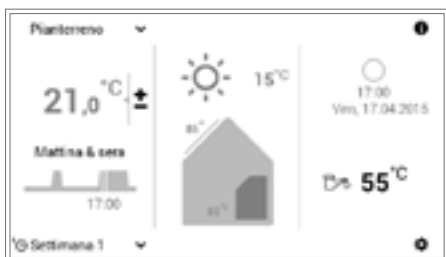 Pianterreno
21,0 °C
±
Mattina & sera
17:00
Settimana 1
15°C
17:00
Ven, 17.04.2015
55°C